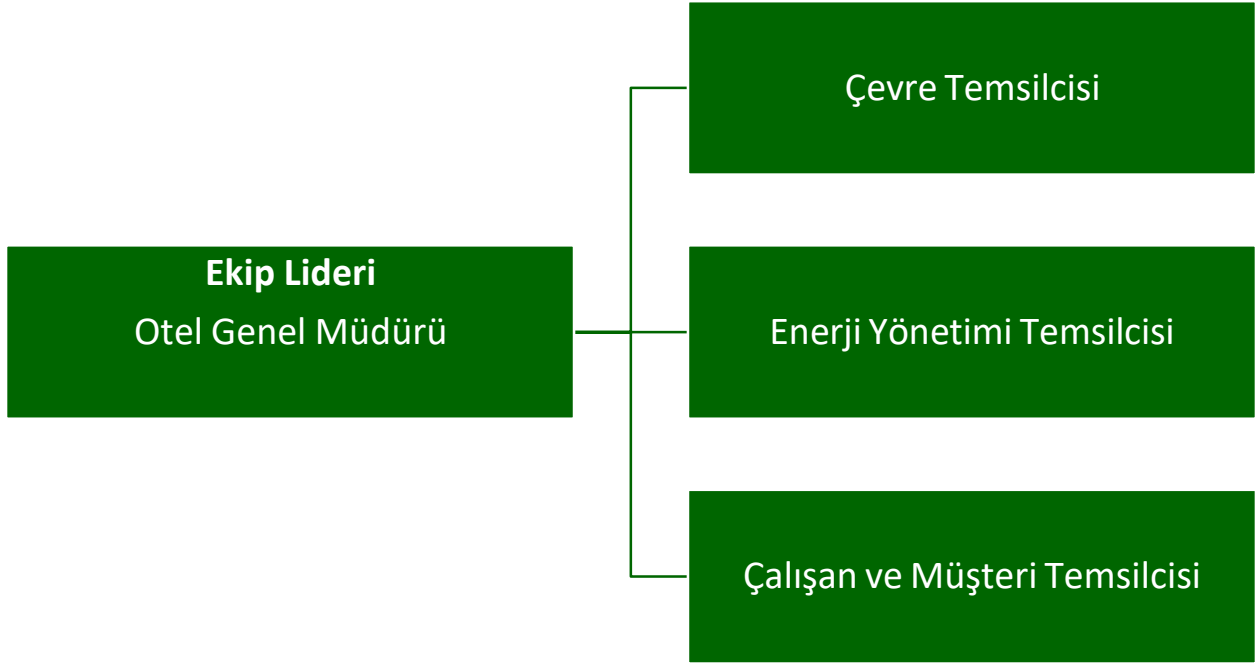 Çevre Temsilcisi
Ekip Lideri
Otel Genel Müdürü
Enerji Yönetimi Temsilcisi
Çalışan ve Müşteri Temsilcisi